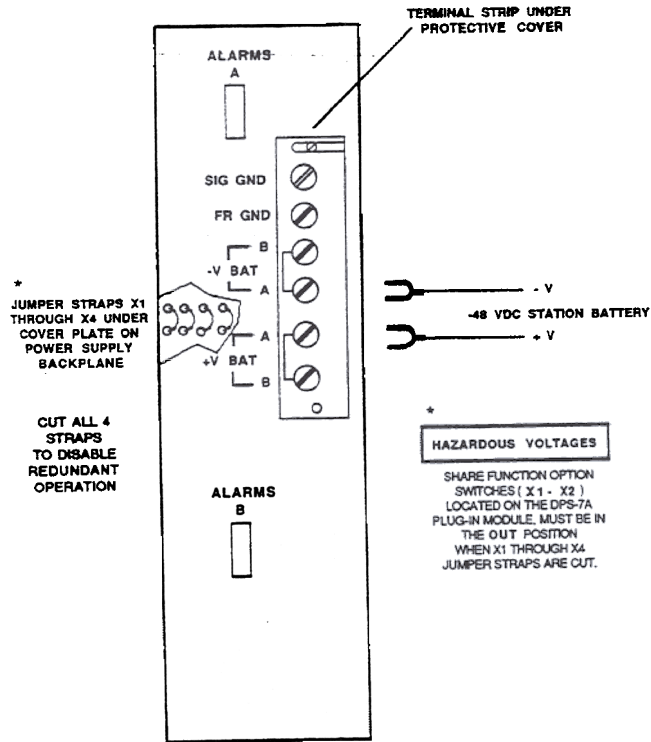 TERMINAL STRIP UNDER
PROTECTIVE COVER
ALARMS
A
SIG GND
FR GND
B
-V BAT
A
A
+V BAT
B
*
JUMPER STRAPS X1
THROUGH X4 UNDER
COVER PLATE ON
POWER SUPPLY
BACKPLANE
CUT ALL 4
STRAPS
TO DISABLE
REDUNDANT
OPERATION
- V
-48 VDC STATION BATTERY
+ V
*
HAZARDOUS VOLTAGES
SHARE FUNCTION OPTION
SWITCHES ( X1 - X2 )
LOCATED ON THE DPS-7A
PLUG-IN MODULE, MUST BE IN
THE OUT POSITION
WHEN X1 THROUGH X4
JUMPER STRAPS ARE CUT.
ALARMS
B